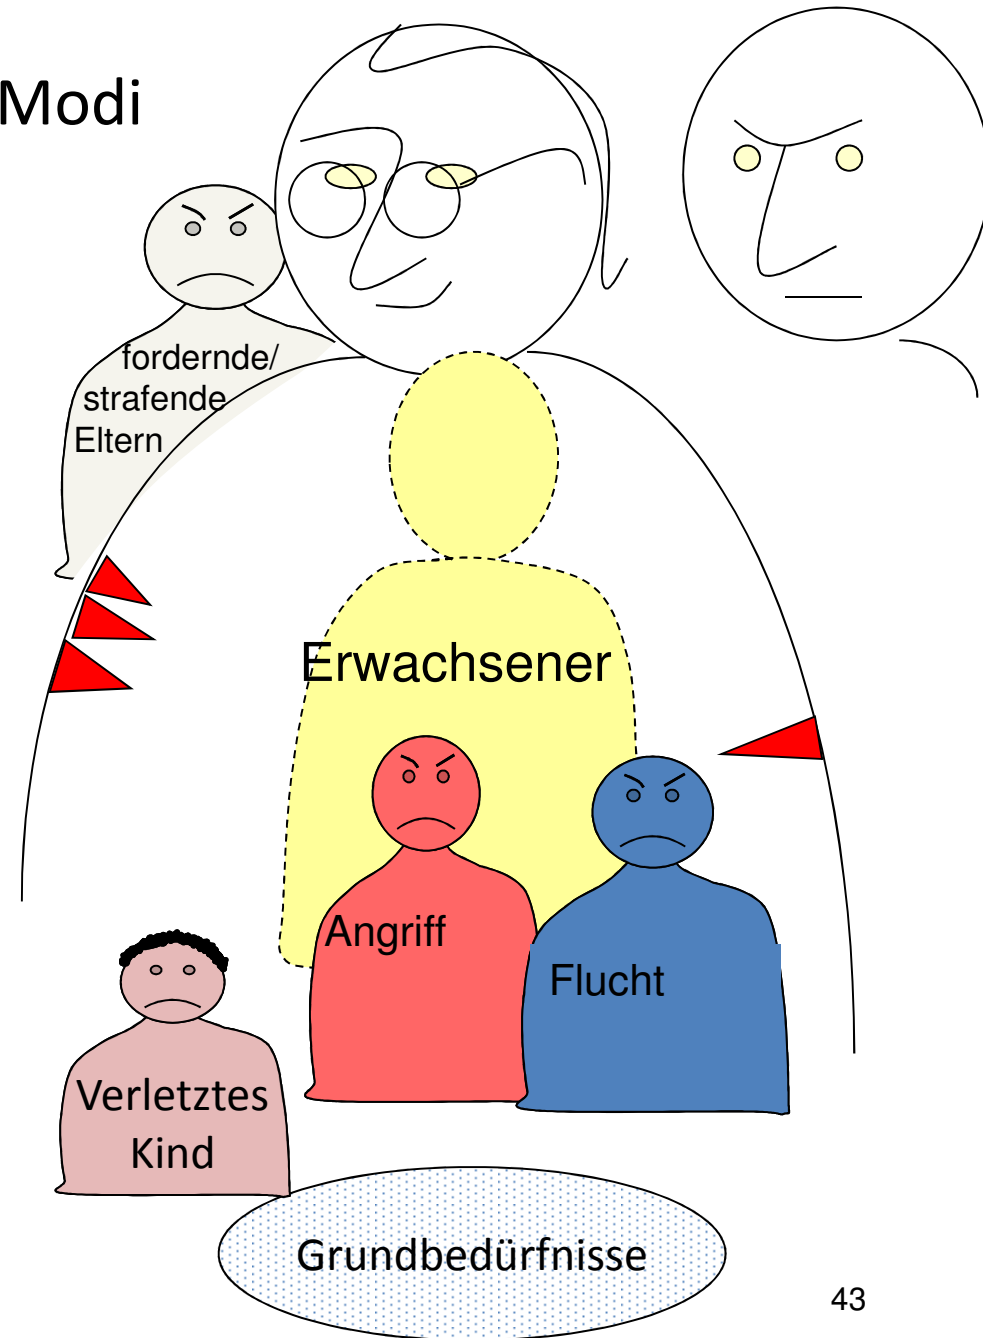 Modi
fordernde/
strafende
Eltern
Erwachsener
Angriff
Flucht
Verletztes
Kind
Grundbedürfnisse
43